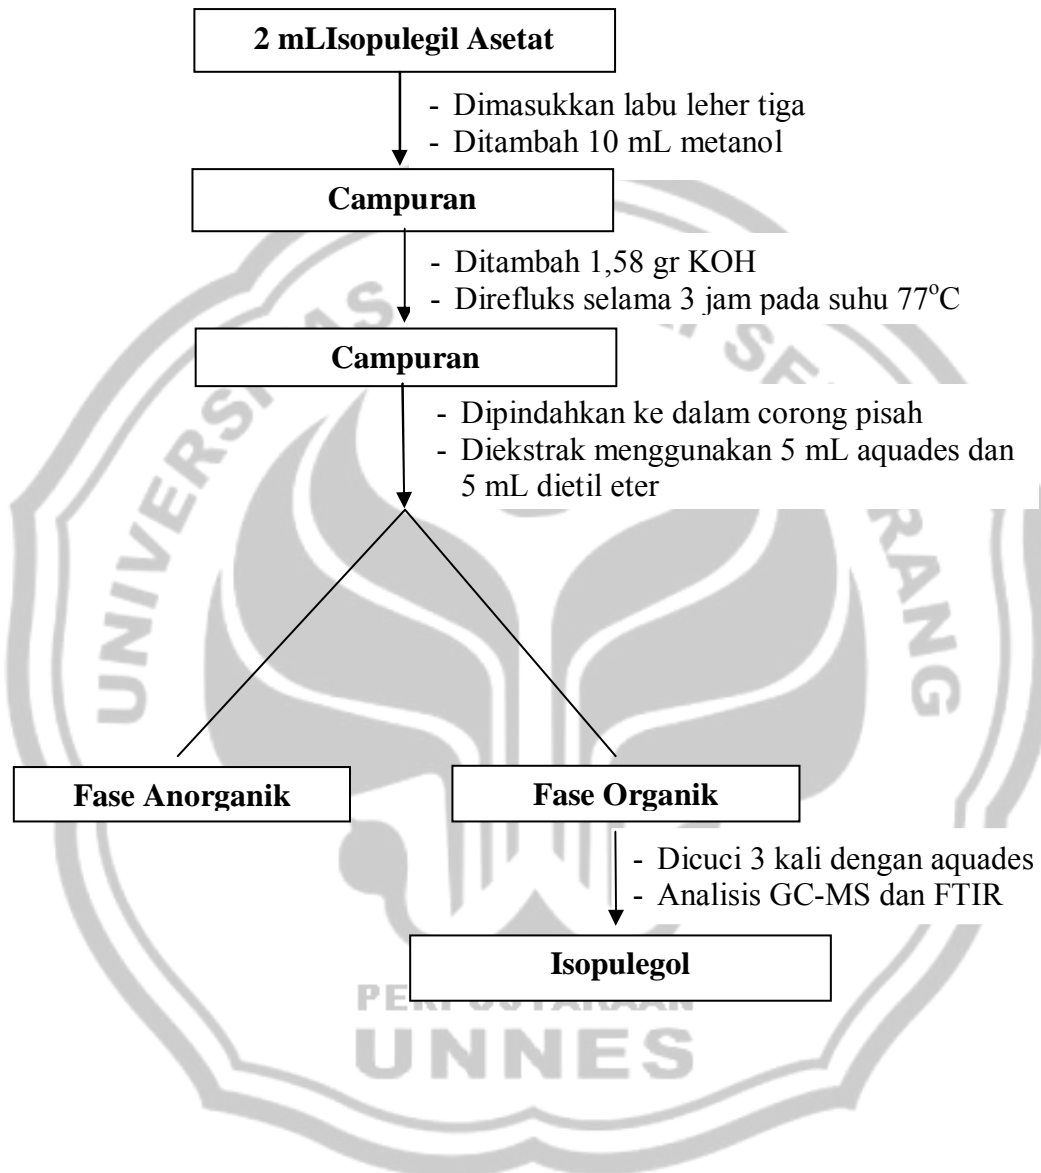 2 mLIsopulegil Asetat
- Dimasukkan labu leher tiga
- Ditambah 10 mL metanol
Campuran
- Ditambah 1,58 gr KOH
- Direfluks selama 3 jam pada suhu 77°C
Campuran
- Dipindahkan ke dalam corong pisah
- Diekstrak menggunakan 5 mL aquades dan
5 mL dietil eter
Fase Anorganik
Fase Organik
- Dicuci 3 kali dengan aquades
- Analisis GC-MS dan FTIR
Isopulegol
UNNES